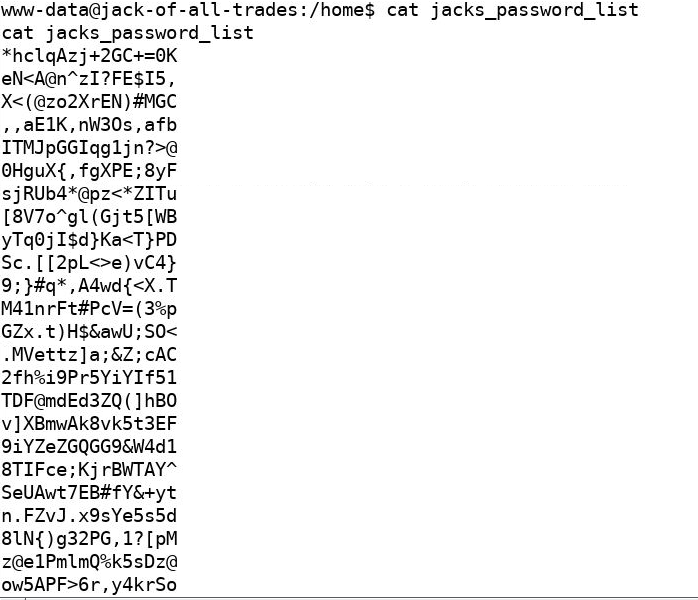 www-data@jack-of-all-trades:/home$ cat jacks_password_list
cat jacks_password_list
*hclqAzj+2GC+=0K
eN<A@n^zI?FE$I5,
X<(@zo2XrEN)#MGC
,,aE1K,nW3Os,afb
ITMJpGGIqg1jn?>@
0HguX{,fgXPE;8yF
sjRUb4*@pz<*ZITu
[8V7o^gl(Gjt5[WB
yTq0jI$d}Ka<T}PD
Sc.[[2pL<>e)vC4}
9;}#q*,A4wd{<X.T
M41nrFt#PcV=(3%p
GZx.t)H$&awU;SO<
.MVettz]a;&Z;cAC
2fh%i9Pr5YiYIf51
TDF@mdEd3ZQ(]hBO
v]XBmwAk8vk5t3EF
9iYZeZGQGG9&W4d1
8TIFce;KjrBWTAY^
SeUAwt7EB#fY&+yt
n.FZvJ.x9sYe5s5d
8lN{)g32PG,1?[pM
z@e1PmlmQ%k5sDz@
ow5APF>6r,y4krSo